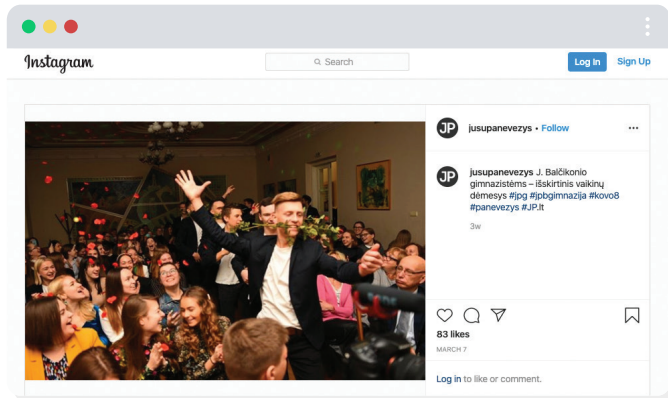 Instagram
Search
Log In
Sign Up
JP
jusupanevezys • Follow
JP
jusupanevezys J. Balčikonio
gimnazistėms – išskirtinis vaikinų
dėmesys #jpg #jpbgimnazija #kovo8
#panevezys #JP.lt
3w
83 likes
MARCH 7
Log in to like or comment.